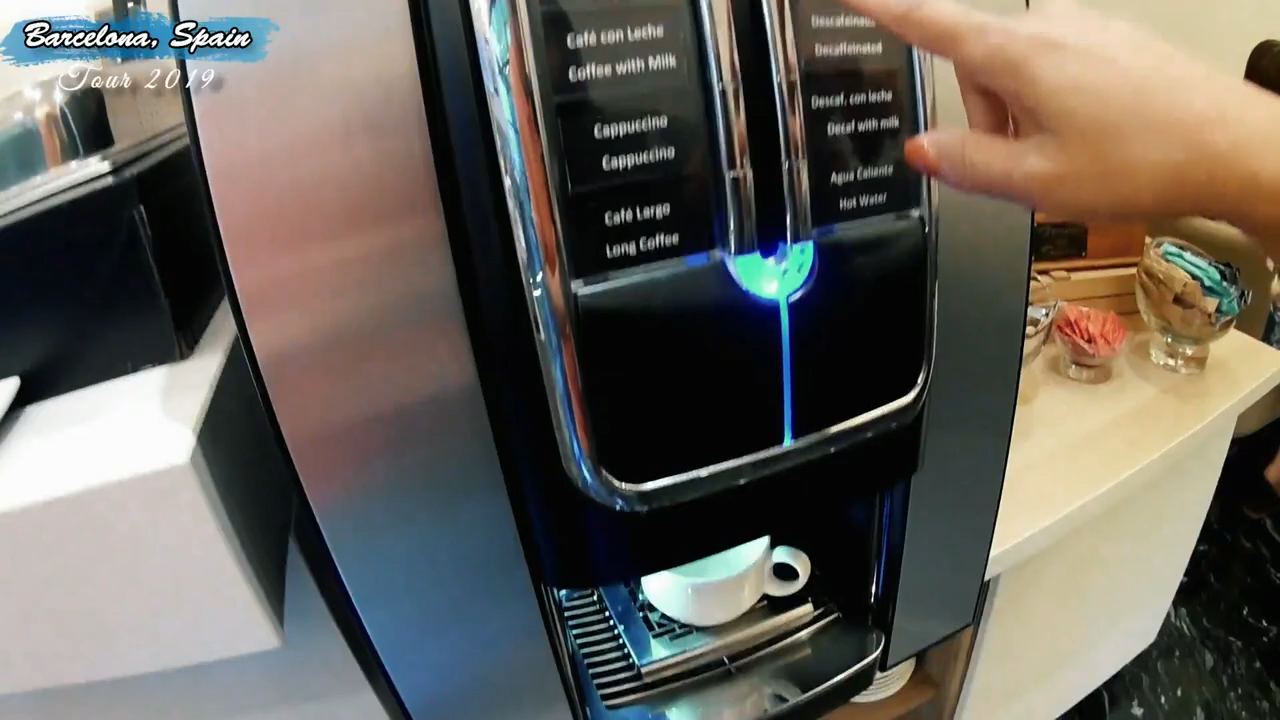 Barcelona, Spain
Tour 2019
Café con Leche
Coffee with Milk
Cappuccino
Cappuccino
Café Largo
Long Coffee
Decaffeinated
Descaf. con leche
Decaf with milk
Agua Caliente
Hot Water